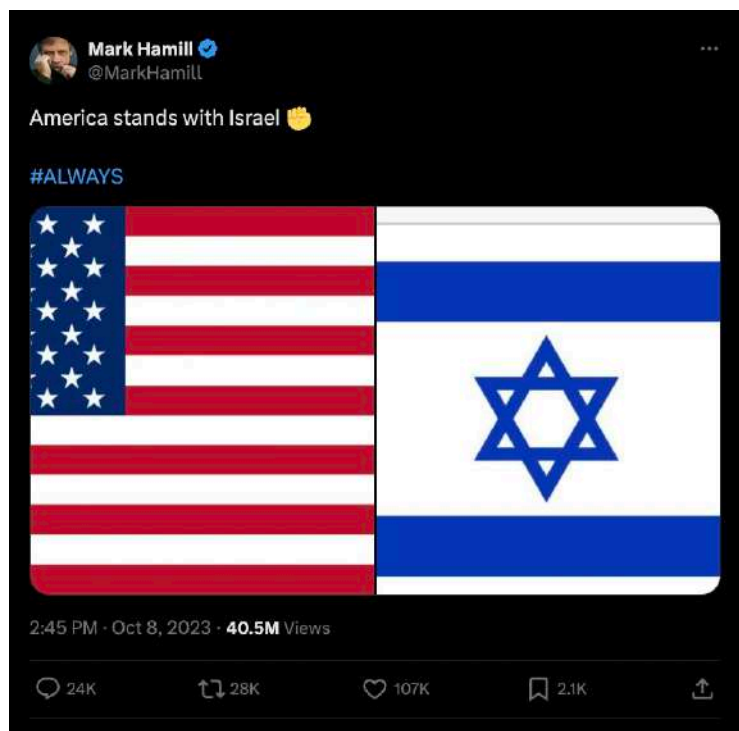 Mark Hamill
@MarkHamill
America stands with Israel ✊
#ALWAYS
2:45 PM · Oct 8, 2023 · 40.5M Views
24K 28K 107K 2.1K